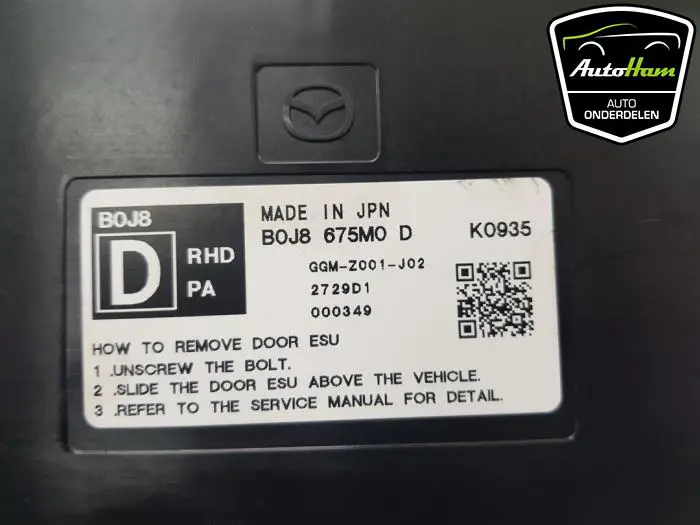 AutoHam
AUTO
ONDERDELEN
B0J8
D
RHD
PA
MADE IN JPN
B0J8 675M0 D
K0935
GGM-Z001-J02
2729D1
000349
HOW TO REMOVE DOOR ESU
1 .UNSCREW THE BOLT.
2 .SLIDE THE DOOR ESU ABOVE THE VEHICLE.
3 .REFER TO THE SERVICE MANUAL FOR DETAIL.